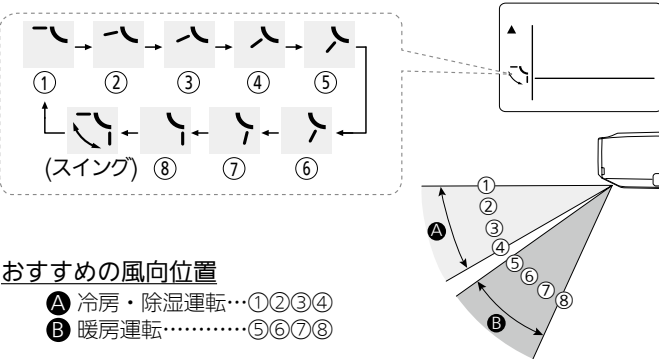 ① ② ③ ④ ⑤
(スイング) ⑧ ⑦ ⑥
▲
①
②
③
④
⑤
⑥
⑦
⑧
A
B
おすすめの風向位置
A 冷房・除湿運転…①②③④
B 暖房運転…………⑤⑥⑦⑧